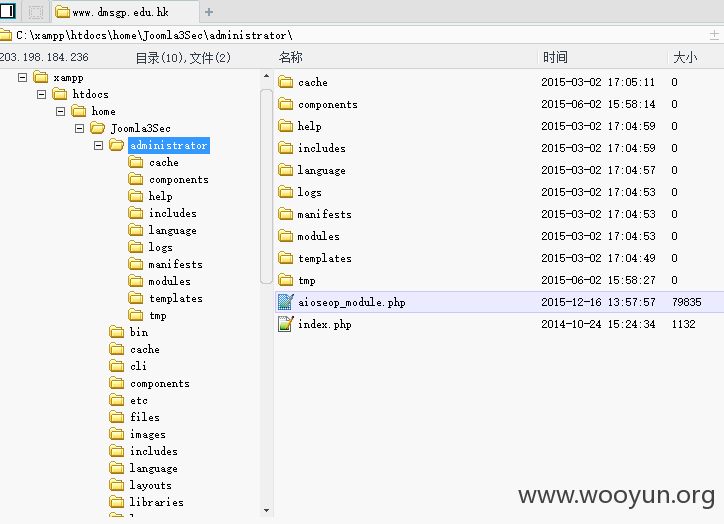 www.dmsgp.edu.hk
C:\xampp\htdocs\home\Joomla3Sec\administrator\
203.198.184.236 目录(10),文件(2) 名称 时间 大小
xampp
htdocs
home
Joomla3Sec
administrator
cache
components
help
includes
language
logs
manifests
modules
templates
tmp
bin
cache
cli
components
etc
files
images
includes
language
layouts
libraries
cache 2015-03-02 17:05:11 0
components 2015-06-02 15:58:14 0
help 2015-03-02 17:04:59 0
includes 2015-03-02 17:04:59 0
language 2015-03-02 17:04:57 0
logs 2015-03-02 17:04:53 0
manifests 2015-03-02 17:04:53 0
modules 2015-03-02 17:04:53 0
templates 2015-03-02 17:04:49 0
tmp 2015-06-02 15:58:27 0
aioseop_module.php 2015-12-16 13:57:57 79835
index.php 2014-10-24 15:24:34 1132
www.wooyun.org